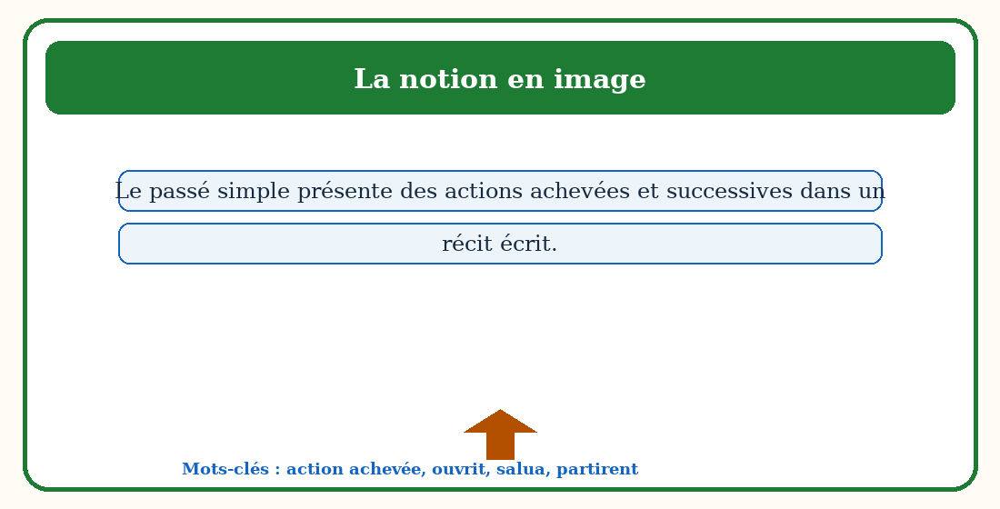 La notion en image
Le passé simple présente des actions achevées et successives dans un
récit écrit.
Mots-clés : action achevée, ouvrit, salua, partirent